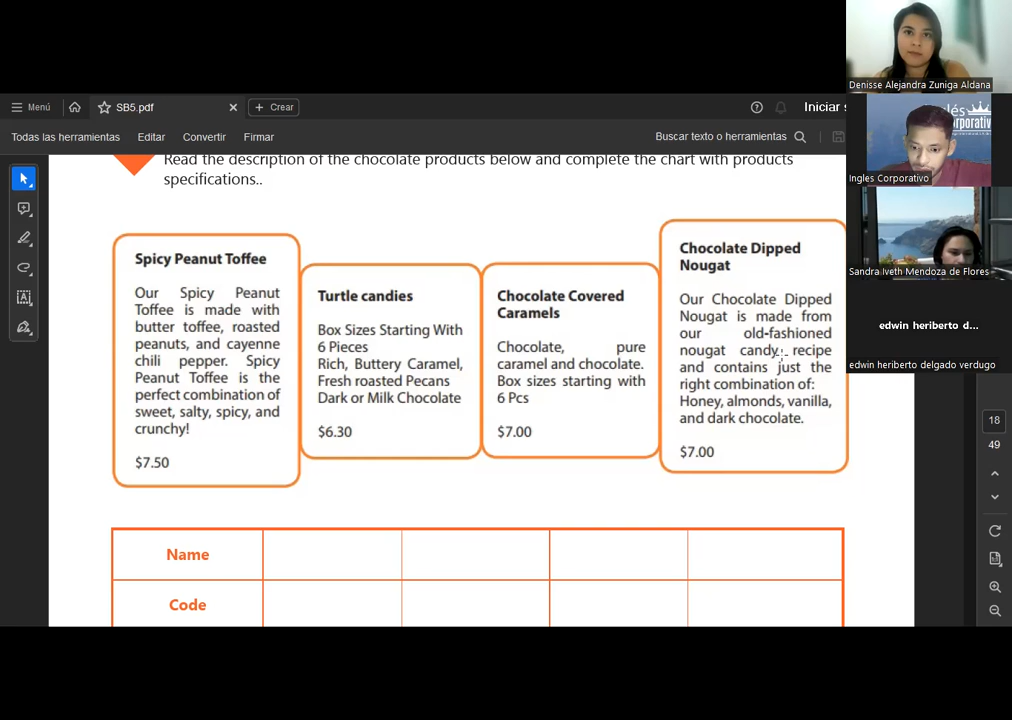 Denisse Alejandra Zuniga Aldana
Menú
SB5.pdf
Crear
Iniciar s
Todas las herramientas
Editar
Convertir
Firmar
Buscar texto o herramientas
Read the description of the chocolate products below and complete the chart with products
specifications..
Spicy Peanut Toffee
Our Spicy Peanut
Toffee is made with
butter toffee, roasted
peanuts, and cayenne
chili pepper. Spicy
Peanut Toffee is the
perfect combination of
sweet, salty, spicy, and
crunchy!
$7.50
Turtle candies
Box Sizes Starting With
6 Pieces
Rich, Buttery Caramel,
Fresh roasted Pecans
Dark or Milk Chocolate
$6.30
Chocolate Covered
Caramels
Chocolate, pure
caramel and chocolate.
Box sizes starting with
6 Pcs
$7.00
Chocolate Dipped
Nougat
Our Chocolate Dipped
Nougat is made from
our old-fashioned
nougat candy recipe
and contains just the
right combination of:
Honey, almonds, vanilla,
and dark chocolate.
$7.00
Name
Code
Ingles Corporativo
Sandra Iveth Mendoza de Flores
edwin heriberto d...
edwin heriberto delgado verdugo
18
49